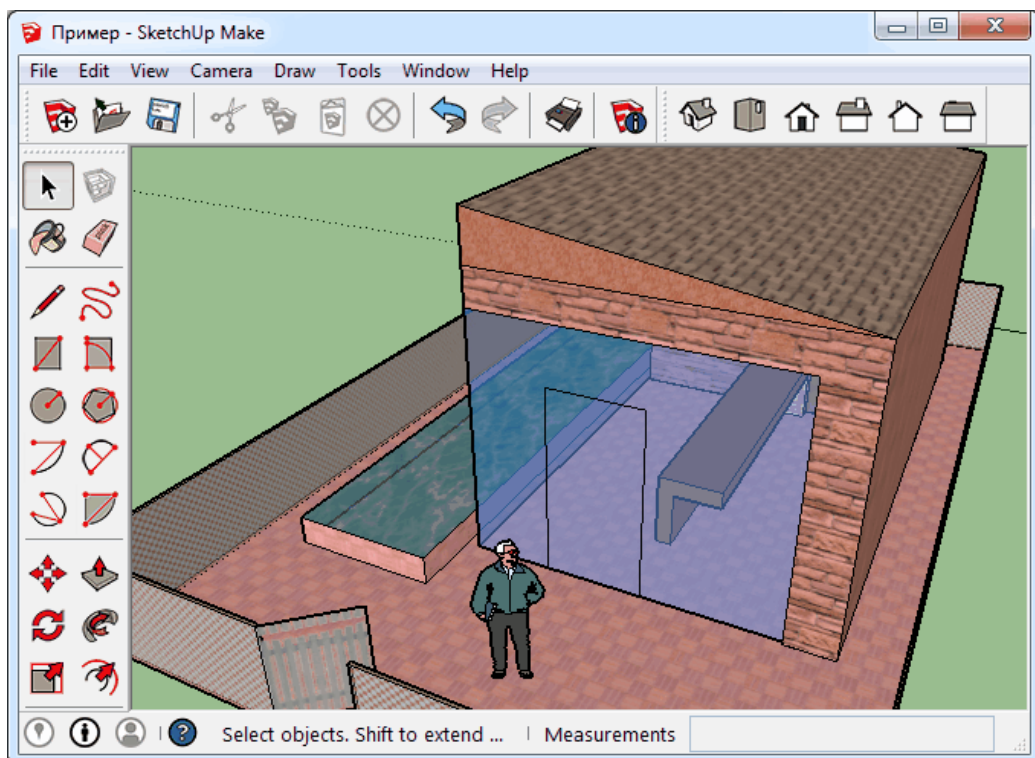 Пример - SketchUp Make
File Edit View Camera Draw Tools Window Help
Select objects. Shift to extend ... Measurements